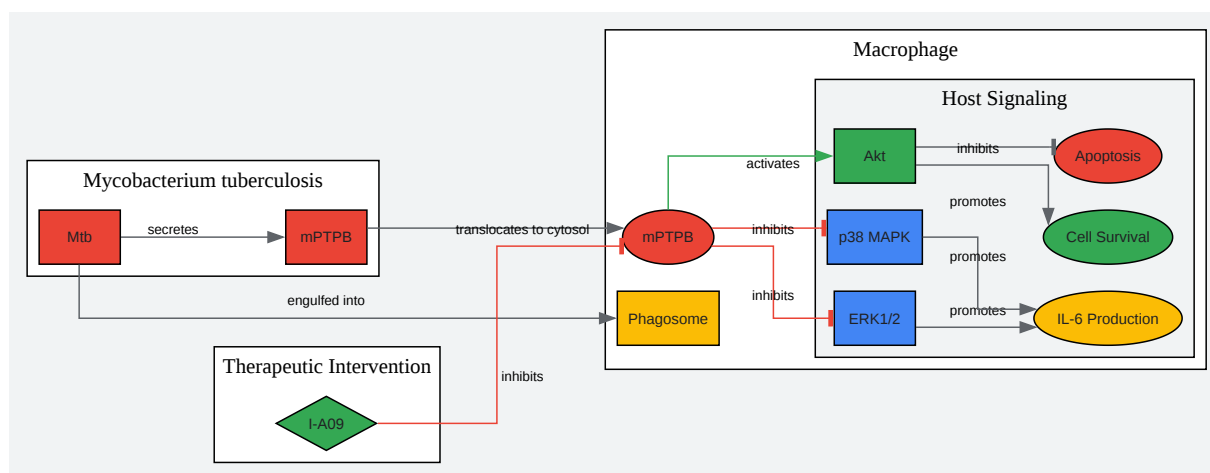 Macrophage
Host Signaling
Akt
inhibits
Apoptosis
activates
Mycobacterium tuberculosis
promotes
Mtb
secretes
mPTPB
translocates to cytosol
mPTPB
inhibits
p38 MAPK
Cell Survival
promotes
engulfed into
inhibits
Phagosome
ERK1/2
promotes
IL-6 Production
Therapeutic Intervention
inhibits
I-A09